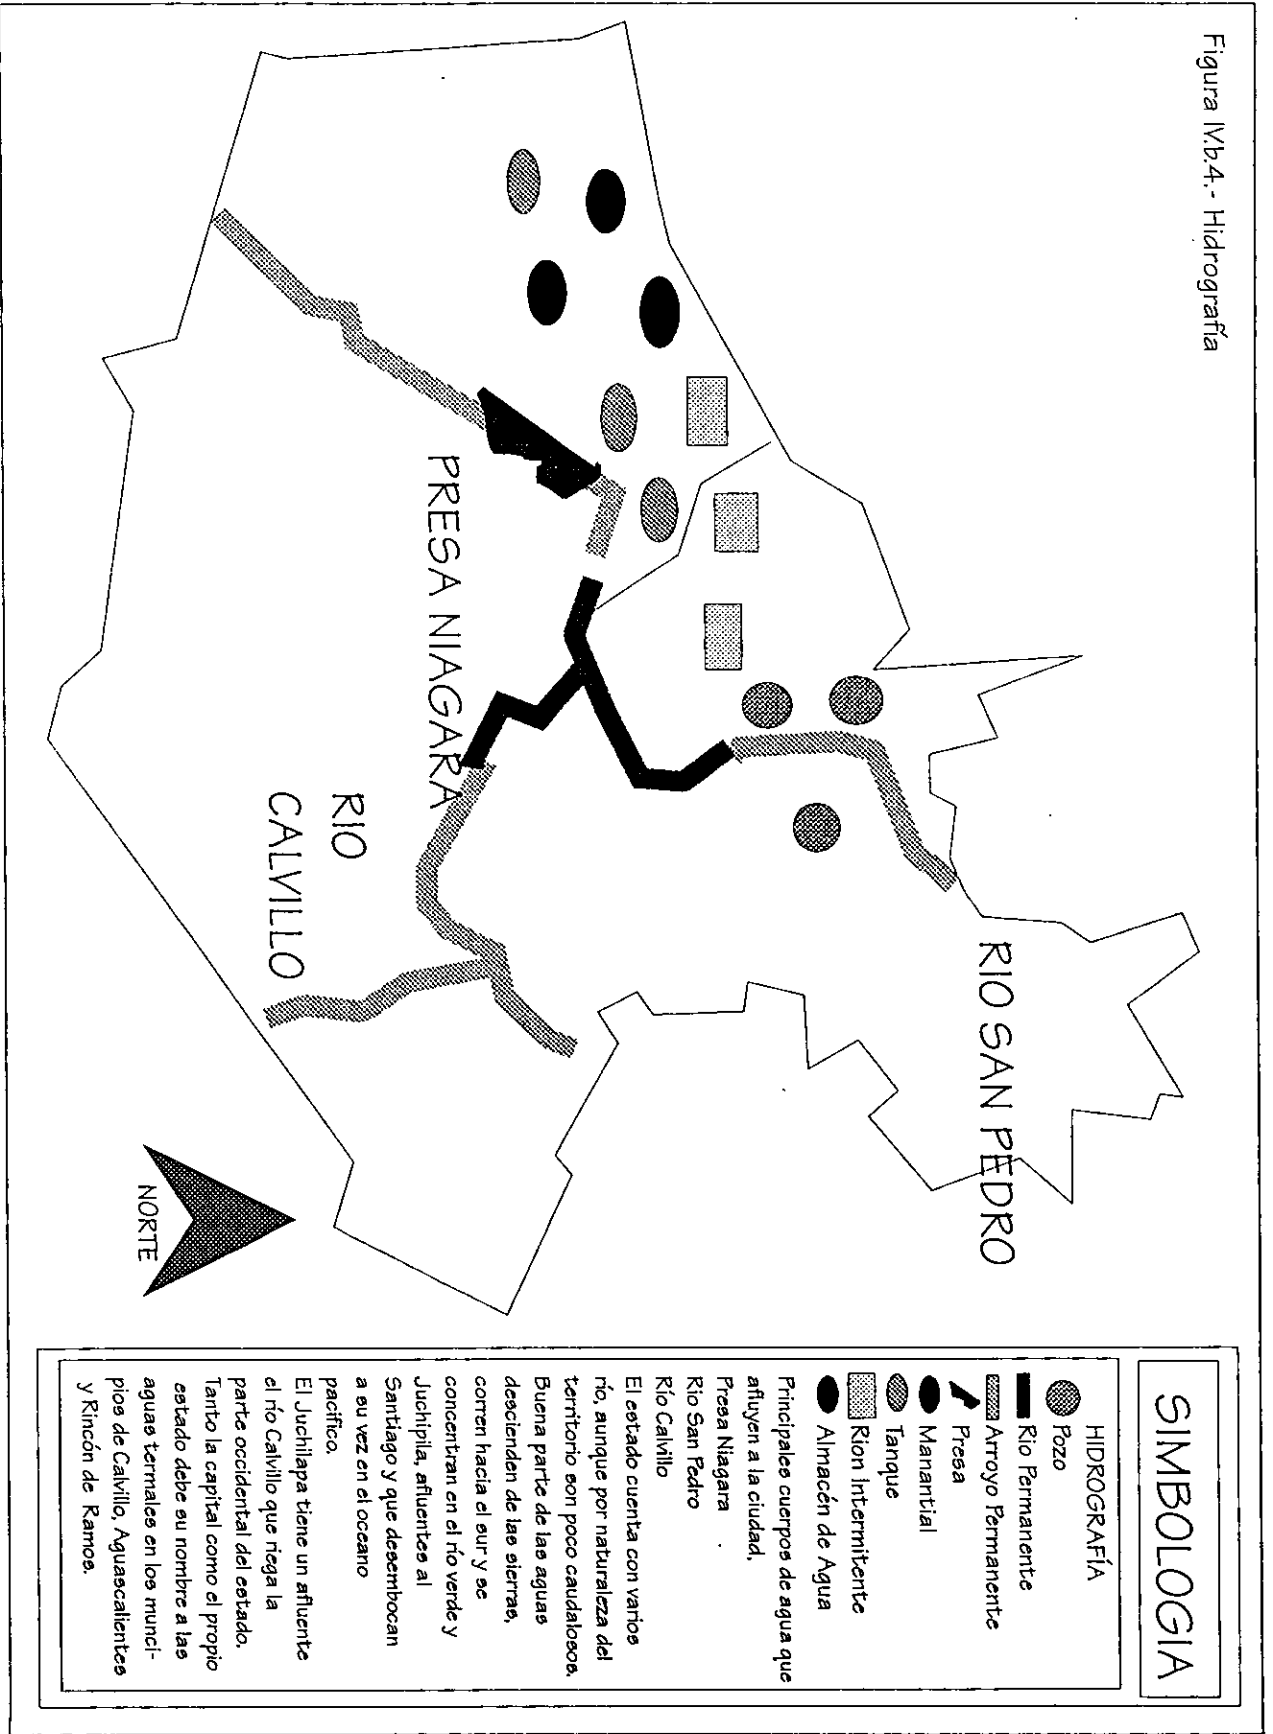 Figura IV.b.4.- Hidrografía
RIO SAN PEDRO
PRESA NIAGARA
RIO
CALVILLO
NORTE
SIMBOLOGIA
HIDROGRAFÍA
Pozo
Rio Permanente
Arroyo Permanente
Presa
Manantial
Tanque
Rion Intermitente
Almacén de Agua
Principales cuerpos de agua que
afluyen a la ciudad.
Presa Niagara
Rio San Pedro
Río Calvillo
El estado cuenta con varios
río, aunque por naturaleza del
territorio son poco caudalosos.
Buena parte de las aguas
descienden de las sierras,
corren hacia el sur y se
concentran en el río verde y
Juchipila, afluentes al
Santiago y que desembocan
a su vez en el oceano
pacifico.
El Juchilapa tiene un afluente
el río Calvillo que riega la
parte occidental del estado.
Tanto la capital como el propio
estado debe su nombre a las
aguas termales en los munci-
pios de Calvillo, Aguascalientes
y Rincón de Ramos.